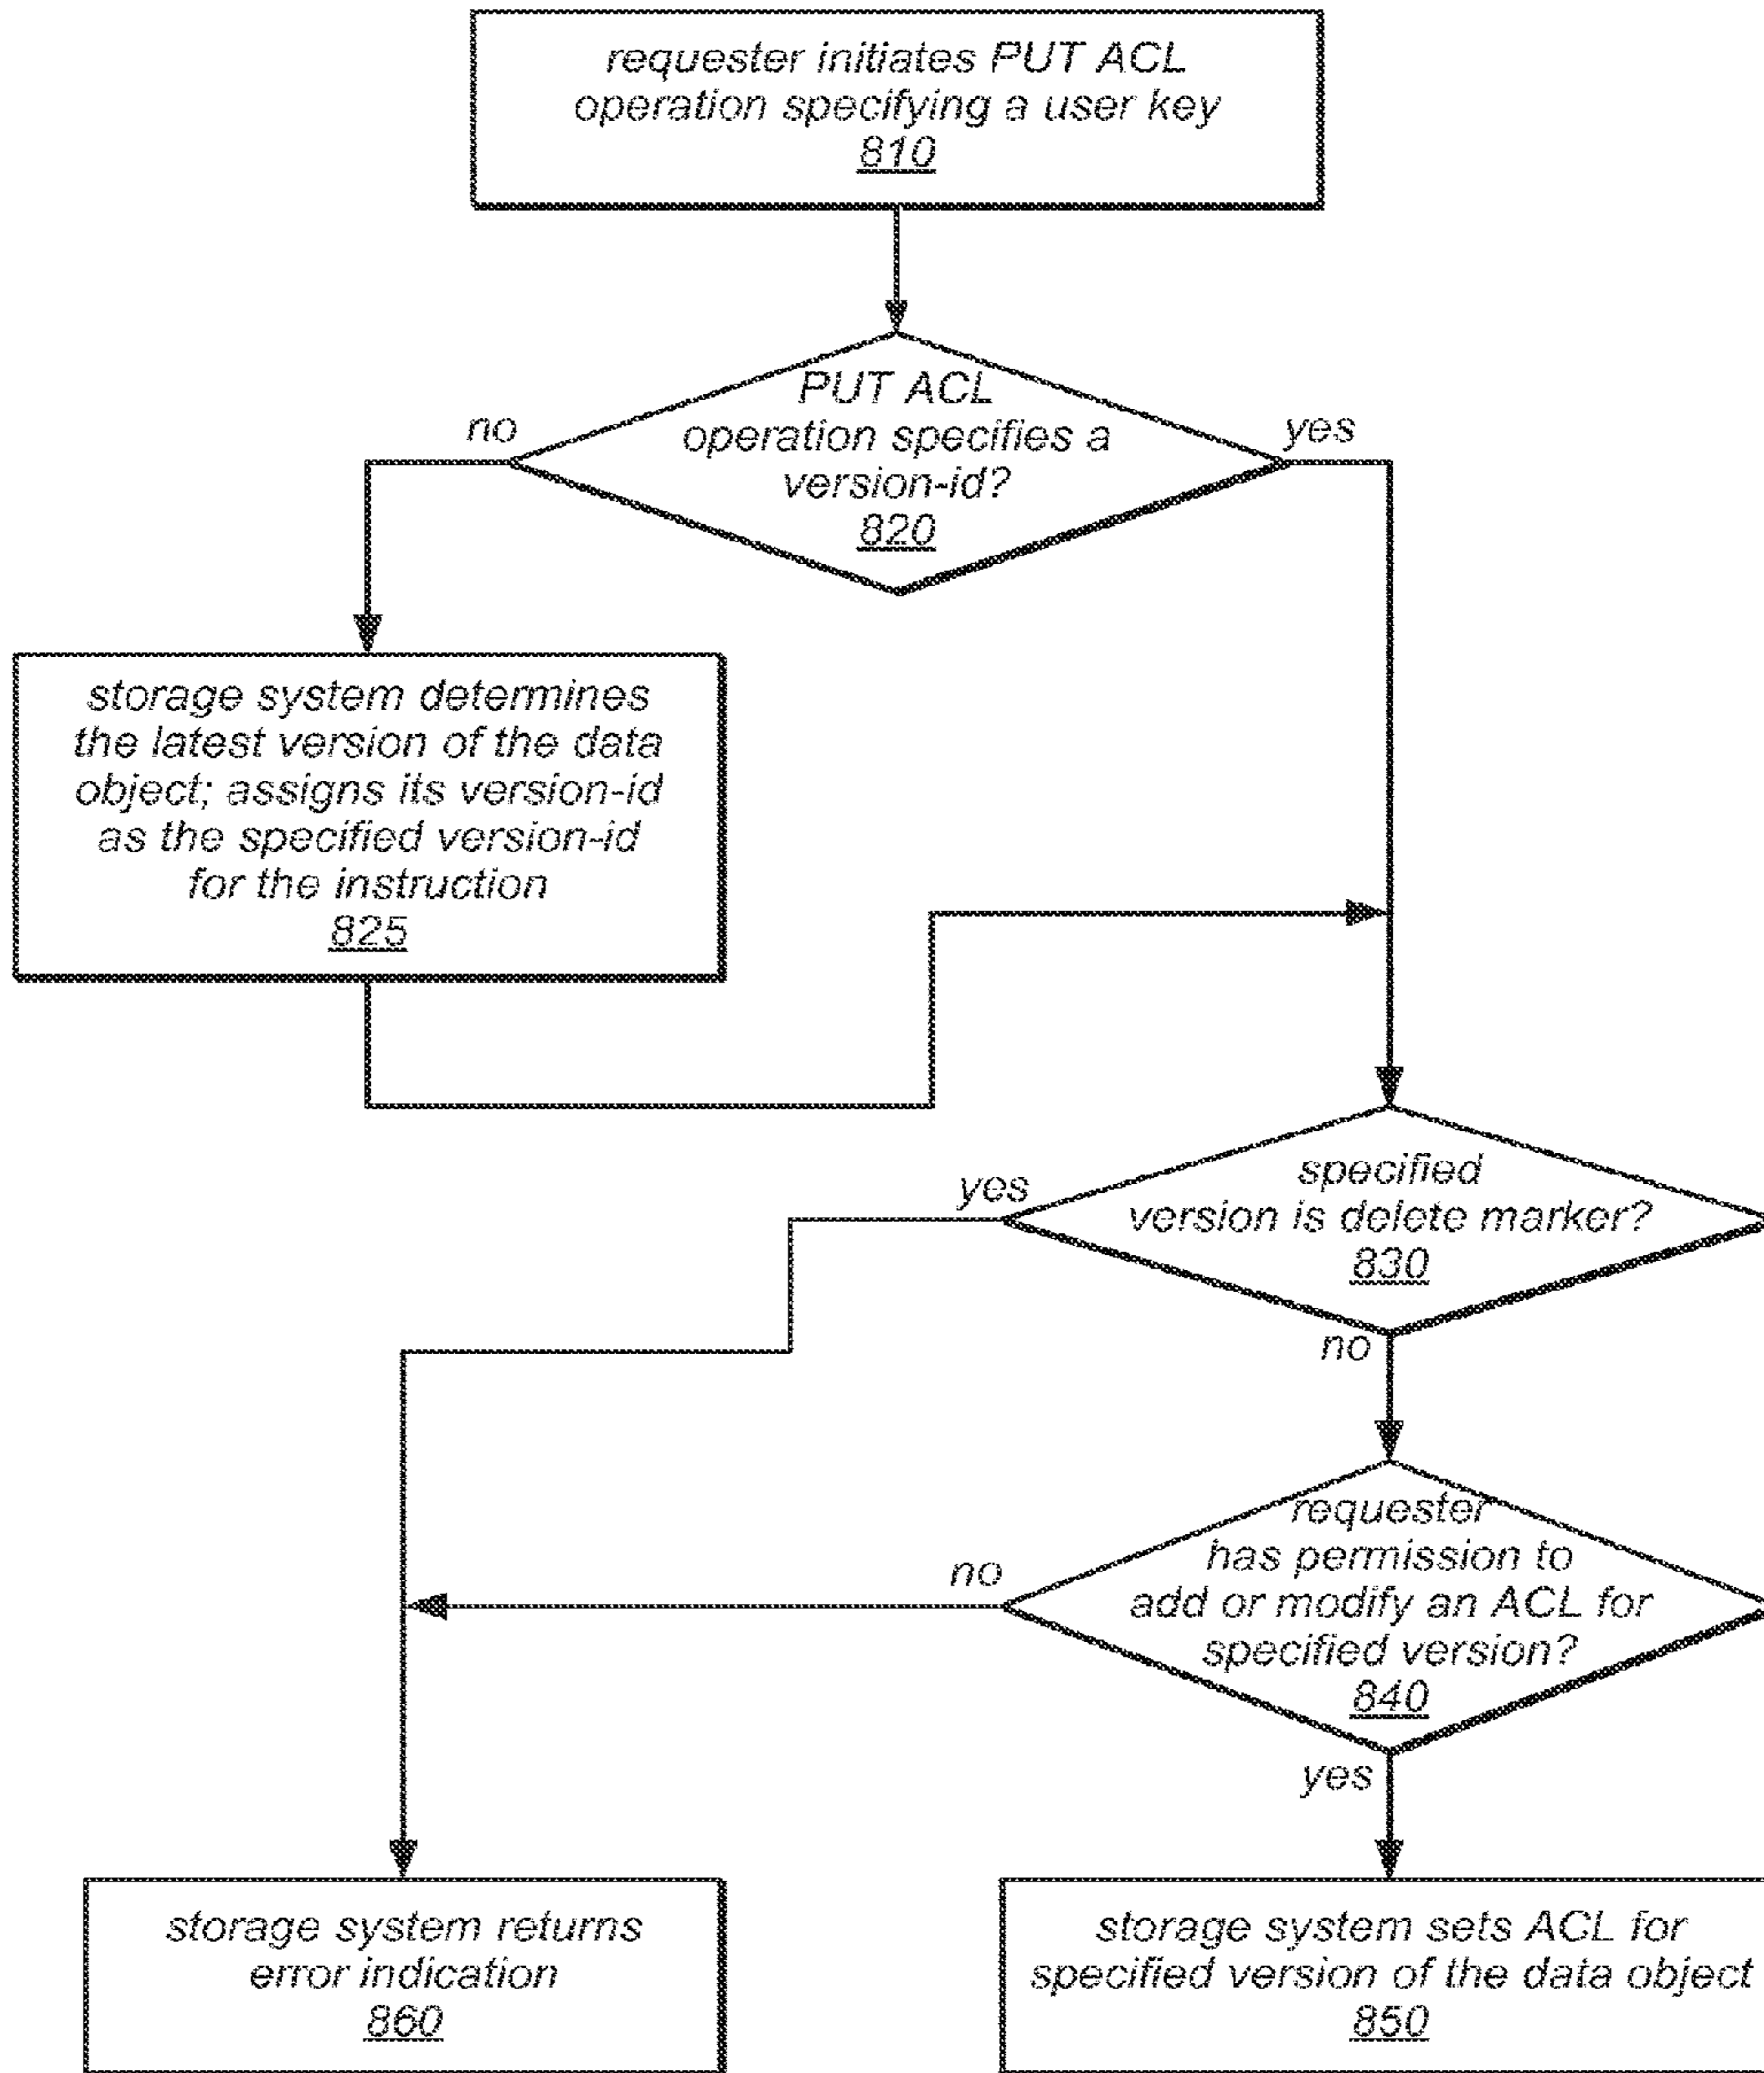 requester initiates PUT ACL
operation specifying a user key
810
PUT ACL
operation specifies a
version-id?
820
no
yes
storage system determines
the latest version of the data
object; assigns its version-id
as the specified version-id
for the instruction
825
specified
version is delete marker?
830
yes
no
requester
has permission to
add or modify an ACL for
specified version?
840
no
yes
storage system returns
error indication
860
storage system sets ACL for
specified version of the data object
850